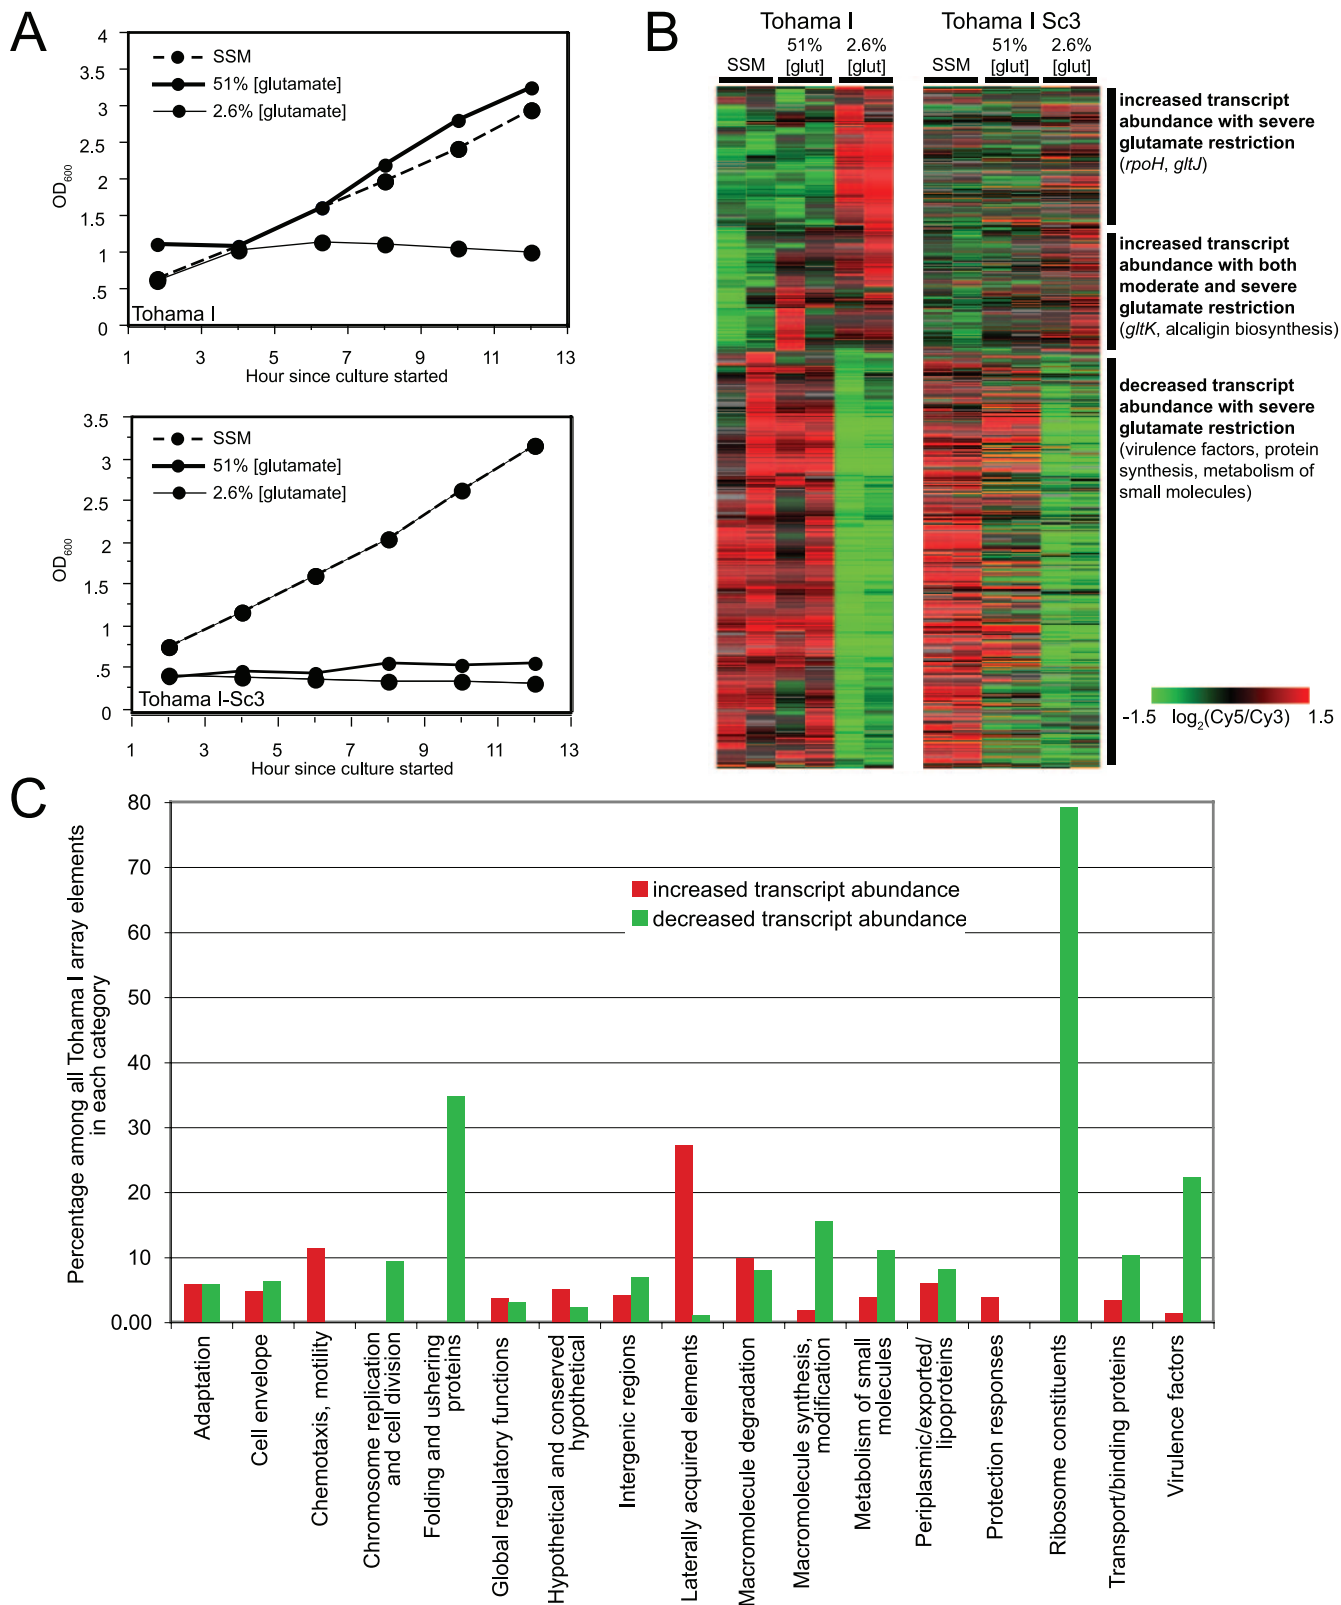 A
4
3.5
3
2.5
2
1.5
1
.5
0
OD600
SSM
51% [glutamate]
2.6% [glutamate]
Tohama I
1 3 5 7 9 11 13
Hour since culture started
3.5
3
2.5
2
1.5
1
.5
0
OD600
SSM
51% [glutamate]
2.6% [glutamate]
Tohama I-Sc3
1 3 5 7 9 11 13
Hour since culture started
B
Tohama I
SSM
51%
[glut]
2.6%
[glut]
Tohama I Sc3
SSM
51%
[glut]
2.6%
[glut]
increased transcript
abundance with severe
glutamate restriction
(rpoH, gltJ)
increased transcript
abundance with both
moderate and severe
glutamate restriction
(gltK, alcaligin biosynthesis)
decreased transcript
abundance with severe
glutamate restriction
(virulence factors, protein
synthesis, metabolism of
small molecules)
-1.5 log2(Cy5/Cy3) 1.5
C
80
70
60
50
40
30
20
10
0.00
Percentage among all Tohama I array elements
in each category
increased transcript abundance
decreased transcript abundance
Adaptation
Cell envelope
Chemotaxis, motility
Chromosome replication
and cell division
Folding and ushering
proteins
Global regulatory functions
Hypothetical and conserved
hypothetical
Intergenic regions
Laterally acquired elements
Macromolecule degradation
Macromolecule synthesis,
modification
Metabolism of small
molecules
Periplasmic/exported/
lipoproteins
Protection responses
Ribosome constituents
Transport/binding proteins
Virulence factors